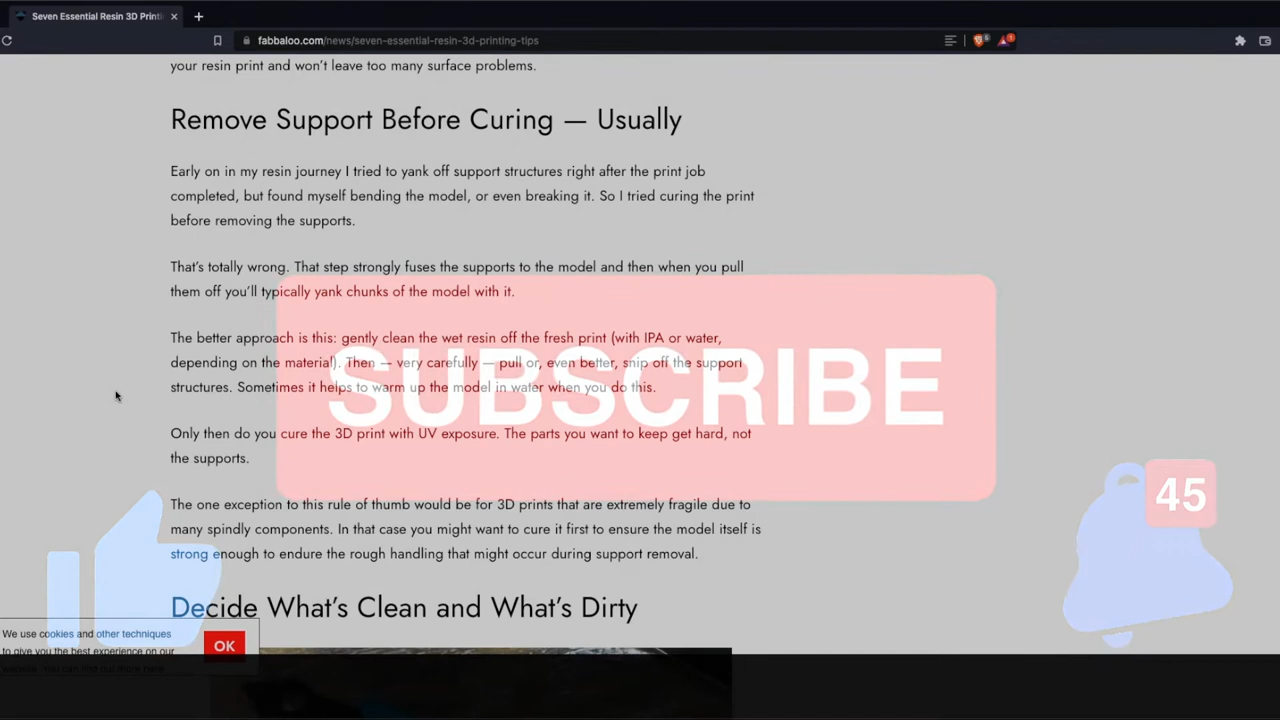 Seven Essential Resin 3D Printi
fabbaloo.com/news/seven-essential-resin-3d-printing-tips
your resin print and won't leave too many surface problems.
Remove Support Before Curing — Usually
Early on in my resin journey I tried to yank off support structures right after the print job
completed, but found myself bending the model, or even breaking it. So I tried curing the print
before removing the supports.
That's totally wrong. That step strongly fuses the supports to the model and then when you pull
them off you'll typically yank chunks of the model with it.
The better approach is this: gently clean the wet resin off the fresh print (with IPA or water,
depending on the material). Then — very carefully — pull or, even better, snip off the support
structures. Sometimes it helps to warm up the model in water when you do this.
SUBSCRIBE
Only then do you cure the 3D print with UV exposure. The parts you want to keep get hard, not
the supports.
45
The one exception to this rule of thumb would be for 3D prints that are extremely fragile due to
many spindly components. In that case you might want to cure it first to ensure the model itself is
strong enough to endure the rough handling that might occur during support removal.
Decide What's Clean and What's Dirty
We use cookies and other techniques
to give you the best experience on our
website. You can find out more here.
OK